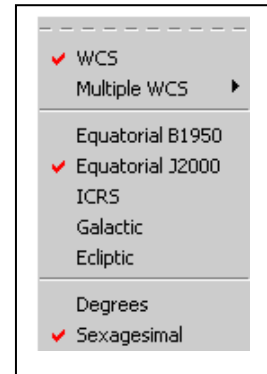 WCS
Multiple WCS
Equatorial B1950
Equatorial J2000
ICRS
Galactic
Ecliptic
Degrees
Sexagesimal